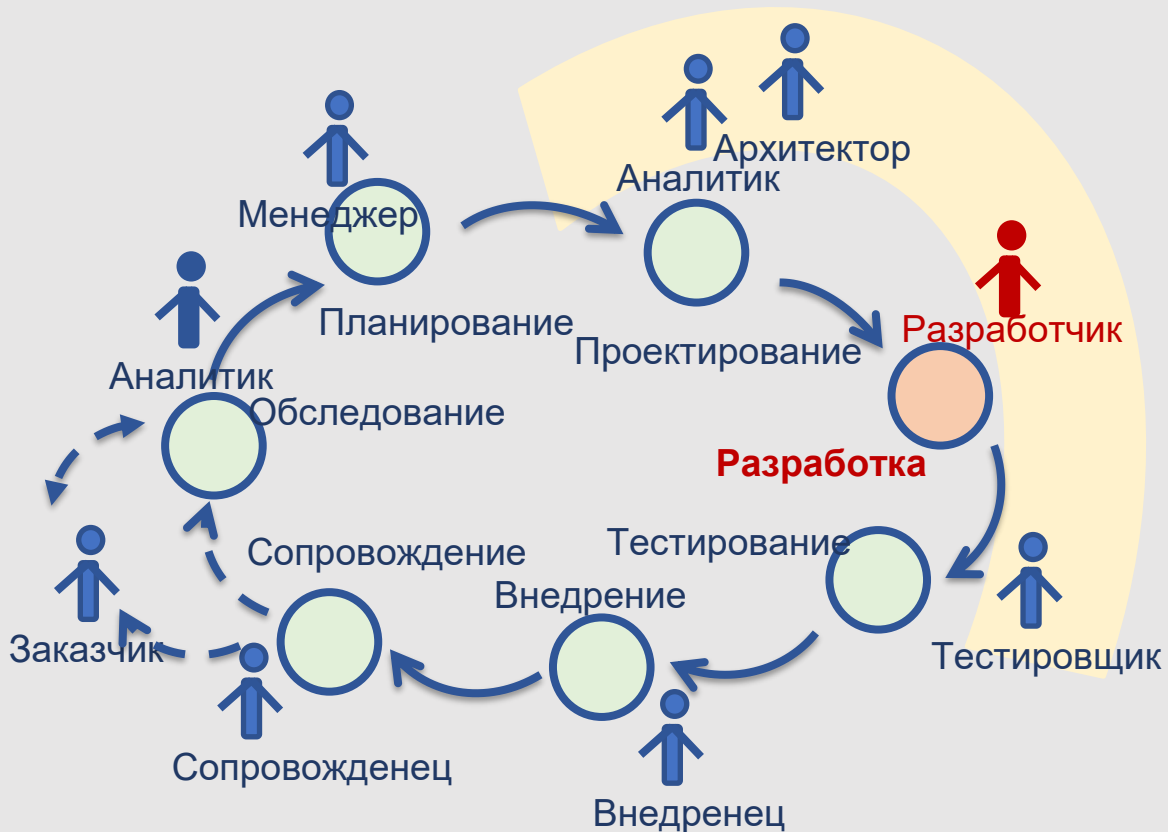 Архитектор
Аналитик
Менеджер
Планирование
Разработчик
Проектирование
Аналитик
Обследование
Разработка
Тестирование
Сопровождение
Внедрение
Заказчик
Тестировщик
Сопровожденец
Внедренец